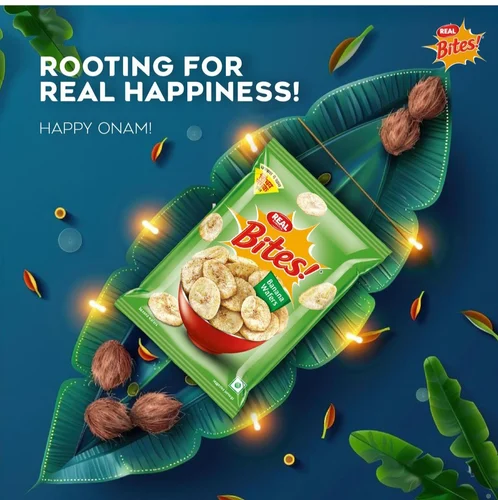 REAL
Bites!
ROOTING FOR
REAL HAPPINESS!
HAPPY ONAM!
REAL
Bites!
Banana
Wafers